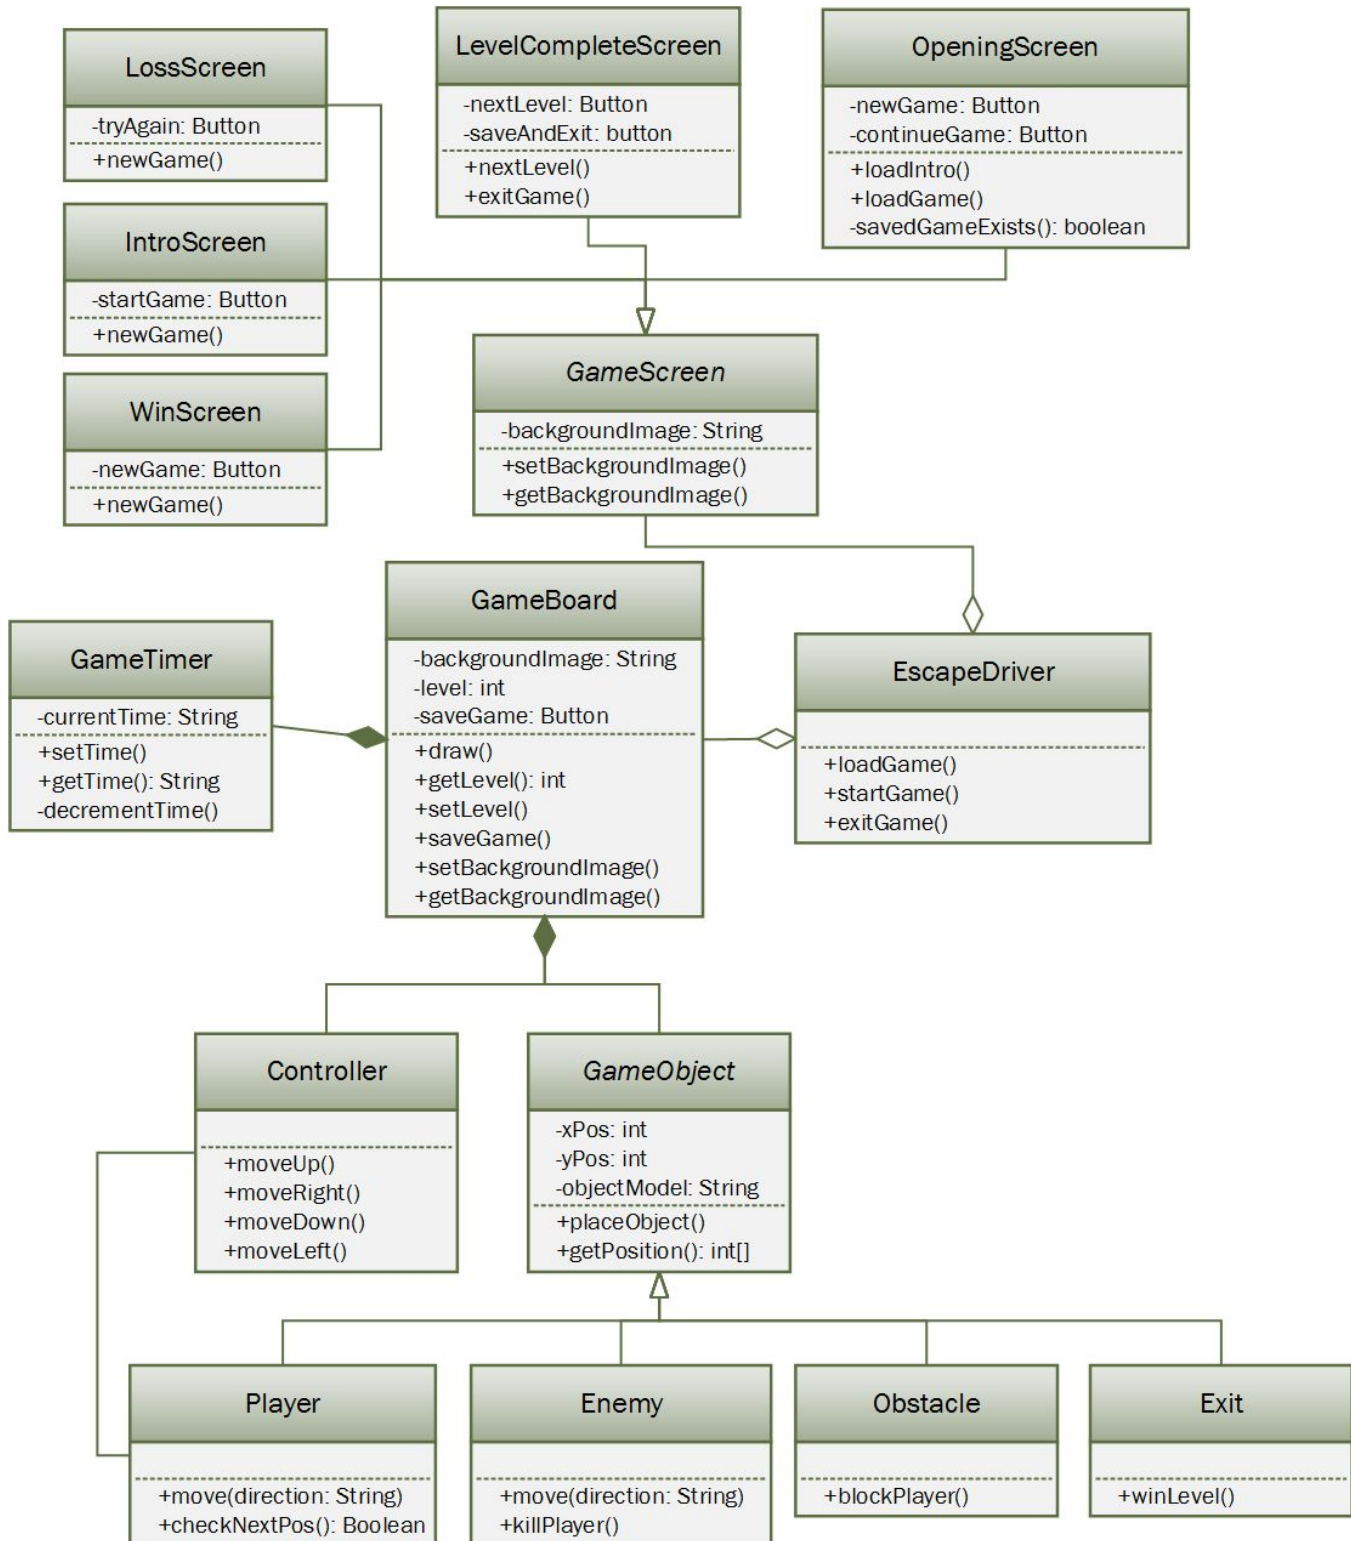 LossScreen
-tryAgain: Button
+newGame()
LevelCompleteScreen
-nextLevel: Button
-saveAndExit: button
+nextLevel()
+exitGame()
OpeningScreen
-newGame: Button
-continueGame: Button
+loadIntro()
+loadGame()
-savedGameExists(): boolean
IntroScreen
-startGame: Button
+newGame()
WinScreen
-newGame: Button
+newGame()
GameScreen
-backgroundImage: String
+setBackgroundImage()
+getBackgroundImage()
GameTimer
-currentTime: String
+setTime()
+getTime(): String
-decrementTime()
GameBoard
-backgroundImage: String
-level: int
-saveGame: Button
+draw()
+getLevel(): int
+setLevel()
+saveGame()
+setBackgroundImage()
+getBackgroundImage()
EscapeDriver
+loadGame()
+startGame()
+exitGame()
Controller
+moveUp()
+moveRight()
+moveDown()
+moveLeft()
GameObject
-xPos: int
-yPos: int
-objectModel: String
+placeObject()
+getPosition(): int[]
Player
+move(direction: String)
+checkNextPos(): Boolean
Enemy
+move(direction: String)
+killPlayer()
Obstacle
+blockPlayer()
Exit
+winLevel()